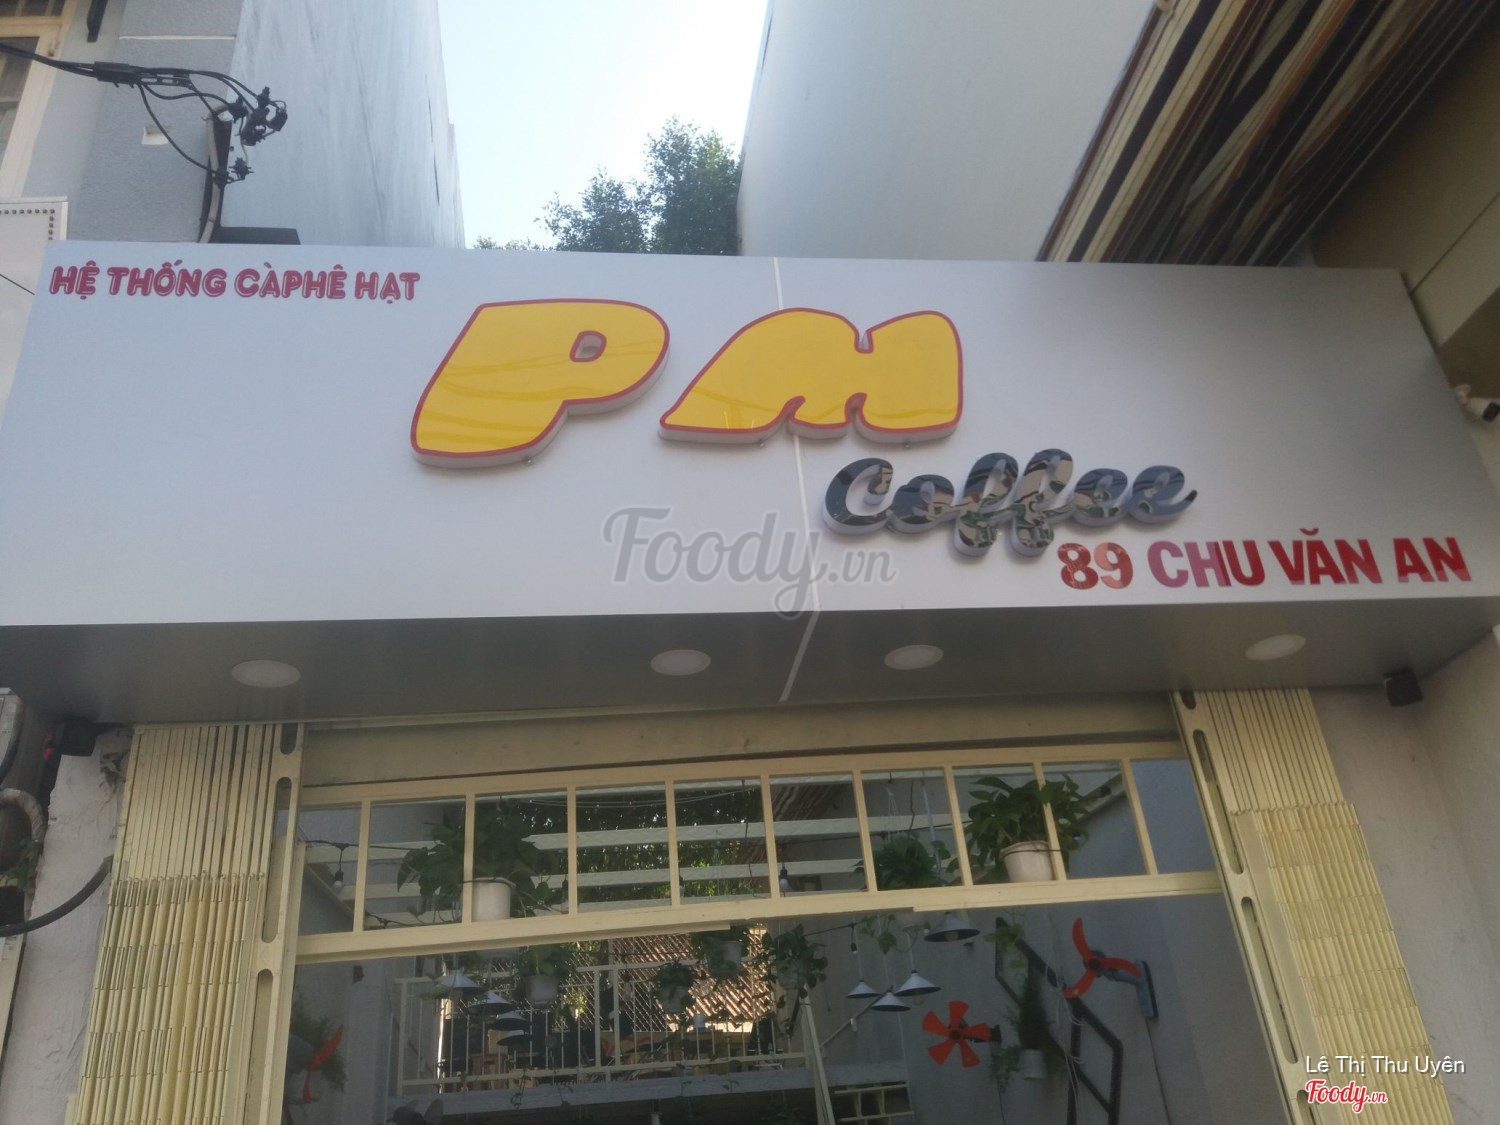 HỆ THỐNG CÀPHÊ HẠT
PM
Coffee
89 CHU VĂN AN
Foody.vn
Lê Thị Thu Uyên
Foody.vn